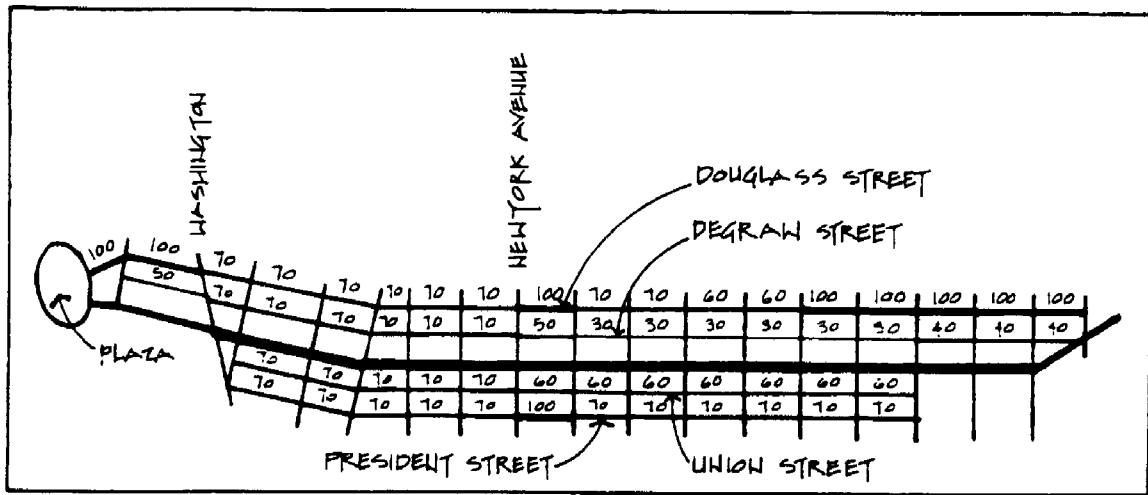 WASHINGTON
NEW YORK AVENUE
DOUGLASS STREET
DEGRAW STREET
100 100 70 70 70 70 70 70 100 70 70 60 60 100 100 100 100 100
50 70 70 70 70 70 70 50 30 30 30 30 30 30 40 40 40
PLAZA
70 70 70 70 70 60 60 60 60 60 60 60
70 70 70 70 70 100 70 70 70 70 70 70
PRESIDENT STREET
UNION STREET